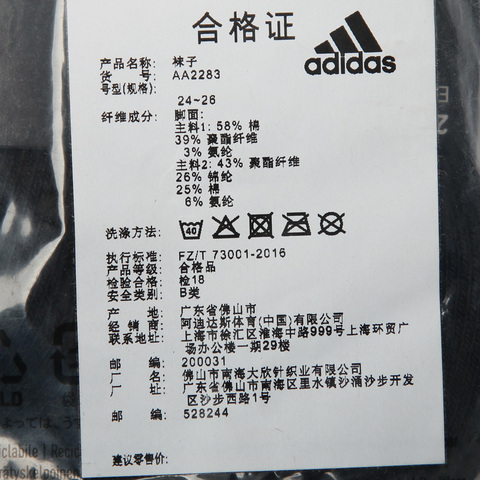 合格证
adidas
产品名称: 袜子
货 号: AA2283
号型(规格):
24~26
纤维成分: 脚面:
主料1: 58% 棉
39% 聚酯纤维
3% 氨纶
主料2: 43% 聚酯纤维
26% 锦纶
25% 棉
6% 氨纶
洗涤方法: 40
执行标准: FZ/T 73001-2016
产品等级: 合格品
检验合格: 检18
安全类别: B类
产 地: 广东省佛山市
经 销 商: 阿迪达斯体育(中国)有限公司
联系地址: 上海市徐汇区淮海中路999号上海环贸广
场办公楼一期29楼
邮 编: 200031
厂 名: 佛山市南海大欣针织业有限公司
厂 址: 广东省佛山市南海区里水镇沙涌沙步开发
区沙西路1号
邮 编: 528244
建议零售价: